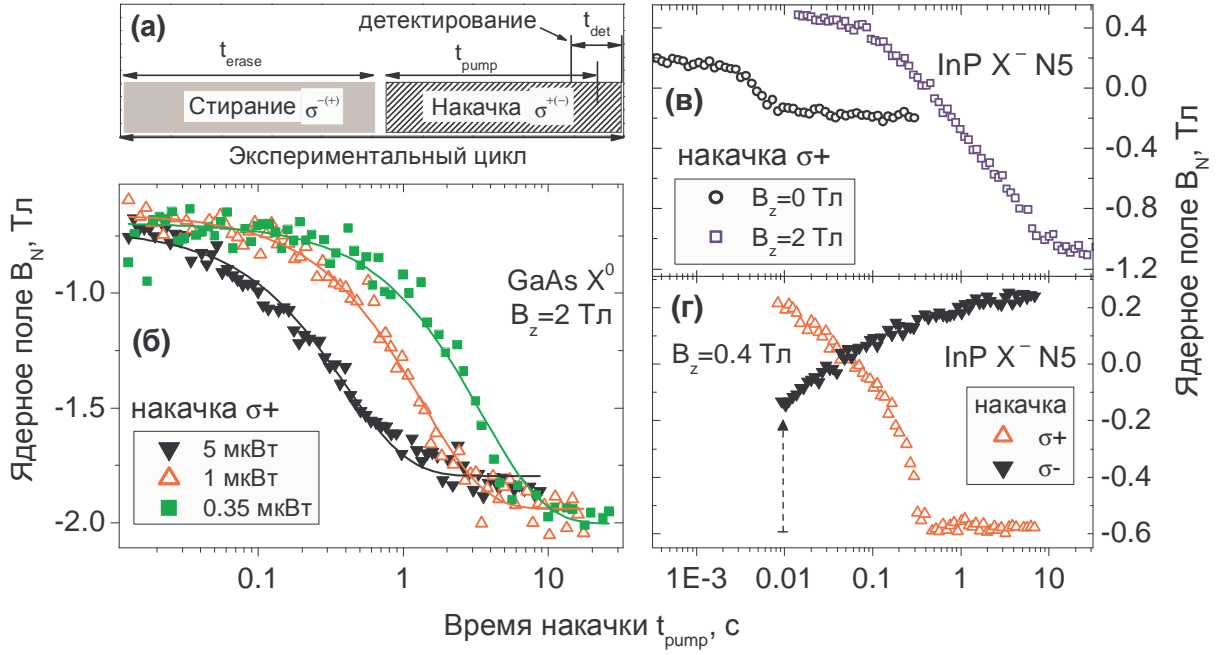 (а)
детектирование
t_det
t_erase
t_pump
Стирание σ^-(+)
Накачка σ^+(-)
Экспериментальный цикл
Ядерное поле B_N, Тл
-1.0
-1.5
-2.0
(б)
GaAs X^0
B_z=2 Тл
накачка σ+
5 мкВт
1 мкВт
0.35 мкВт
0.1
1
10
(в)
InP X^- N5
накачка σ+
B_z=0 Тл
B_z=2 Тл
0.4
0.0
-0.4
-0.8
-1.2
Ядерное поле B_N, Тл
(г)
B_z=0.4 Тл
InP X^- N5
накачка
σ+
σ-
0.2
0.0
-0.2
-0.4
-0.6
1E-3
0.01
0.1
1
10
Время накачки t_pump, с